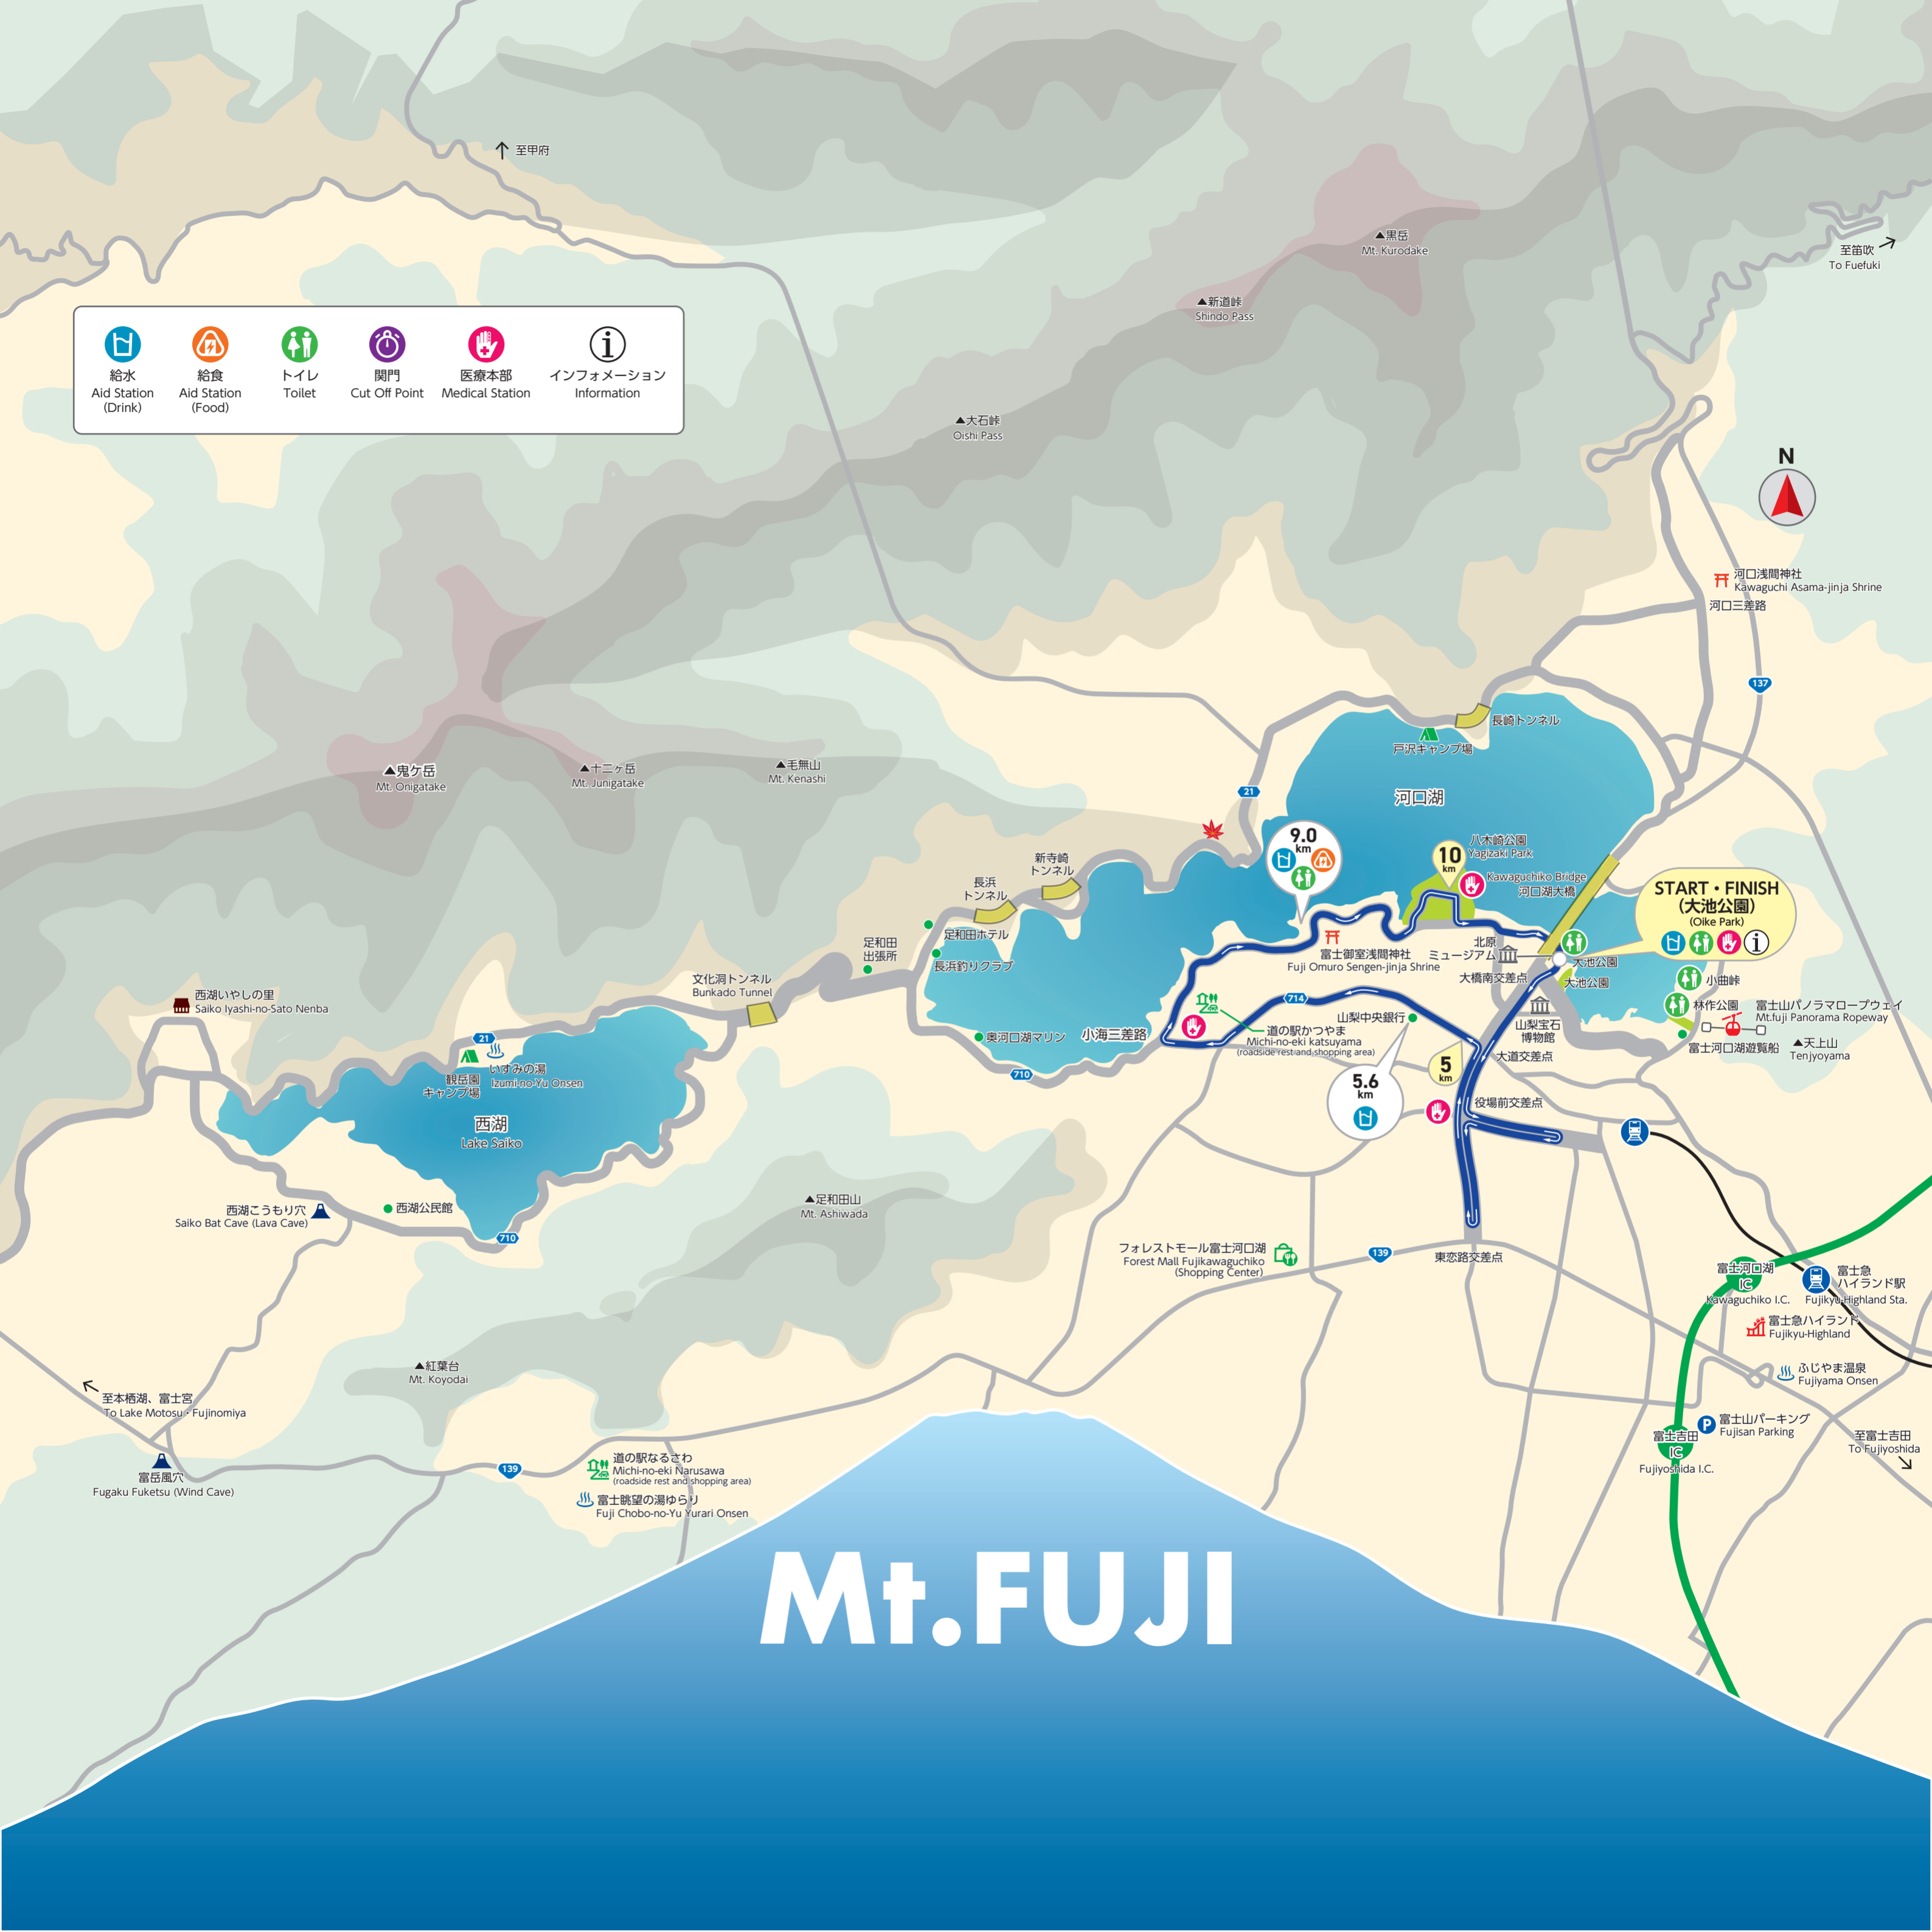 至甲府
▲黒岳
Mt. Kurodake
至笛吹
To Fuefuki
▲新道峠
Shindo Pass
給水
Aid Station
(Drink)
給食
Aid Station
(Food)
トイレ
Toilet
関門
Cut Off Point
医療本部
Medical Station
インフォメーション
Information
▲大石峠
Oishi Pass
N
河口浅間神社
Kawaguchi Asama-jinja Shrine
河口三差路
137
長崎トンネル
戸沢キャンプ場
河口湖
21
▲鬼ケ岳
Mt. Onigatake
▲十二ヶ岳
Mt. Junigatake
▲毛無山
Mt. Kenashi
9.0
km
10
km
八木崎公園
Yagizaki Park
Kawaguchiko Bridge
河口湖大橋
START・FINISH
(大池公園)
(Oike Park)
新寺崎
トンネル
長浜
トンネル
足和田ホテル
足和田
出張所
長浜釣りクラブ
文化洞トンネル
Bunkado Tunnel
富士御室浅間神社
Fuji Omuro Sengen-jinja Shrine
北原
ミュージアム
大橋南交差点
大池公園
大池公園
小曲峠
林作公園
富士山パノラマロープウェイ
Mt.fuji Panorama Ropeway
富士河口湖遊覧船
▲天上山
Tenjyoyama
西湖いやしの里
Saiko Iyashi-no-Sato Nenba
21
いずみの湯
Izumi-no-Yu Onsen
観岳園
キャンプ場
西湖
Lake Saiko
奥河口湖マリン
小海三差路
710
714
道の駅かつやま
Michi-no-eki katsuyama
(roadside rest and shopping area)
山梨中央銀行
山梨宝石
博物館
大道交差点
5
km
5.6
km
役場前交差点
西湖こうもり穴
Saiko Bat Cave (Lava Cave)
西湖公民館
710
▲足和田山
Mt. Ashiwada
フォレストモール富士河口湖
Forest Mall Fujikawaguchiko
(Shopping Center)
139
東恋路交差点
富士河口湖
IC
Kawaguchiko I.C.
富士急
ハイランド駅
Fujikyu-Highland Sta.
富士急ハイランド
Fujikyu-Highland
ふじやま温泉
Fujiyama Onsen
▲紅葉台
Mt. Koyodai
至本栖湖、富士宮
To Lake Motosu・Fujinomiya
P
富士山パーキング
Fujisan Parking
富士吉田
IC
Fujiyoshida I.C.
至富士吉田
To Fujiyoshida
富岳風穴
Fugaku Fuketsu (Wind Cave)
139
道の駅なるさわ
Michi-no-eki Narusawa
(roadside rest and shopping area)
富士眺望の湯ゆらり
Fuji Chobo-no-Yu Yurari Onsen
Mt.FUJI